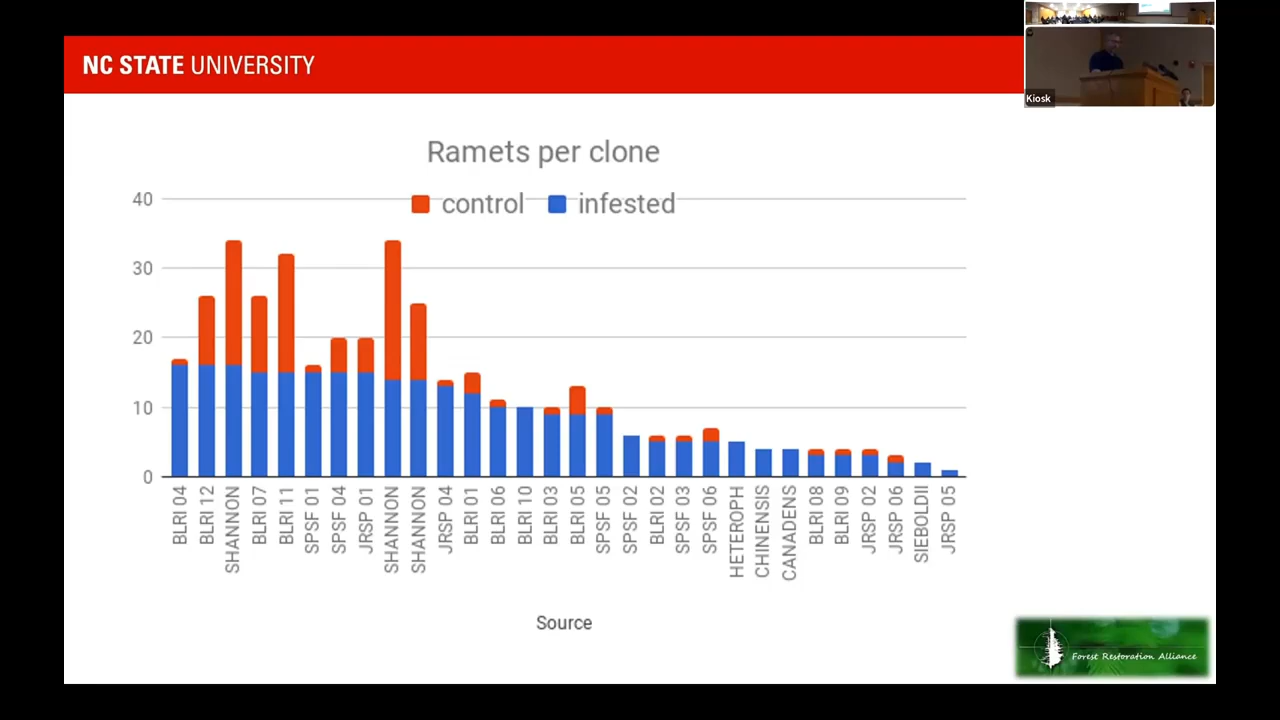 NC STATE UNIVERSITY
Kiosk
Ramets per clone
control infested
40
30
20
10
0
BLRI 04
BLRI 12
SHANNON
BLRI 07
BLRI 11
SPSF 01
SPSF 04
JRSP 01
SHANNON
SHANNON
JRSP 04
BLRI 01
BLRI 06
BLRI 10
BLRI 03
BLRI 05
SPSF 05
SPSF 02
BLRI 02
SPSF 03
SPSF 06
HETEROPH
CHINENSIS
CANADENS
BLRI 08
BLRI 09
JRSP 02
JRSP 06
SIEBOLDII
JRSP 05
Source
Forest Restoration Alliance